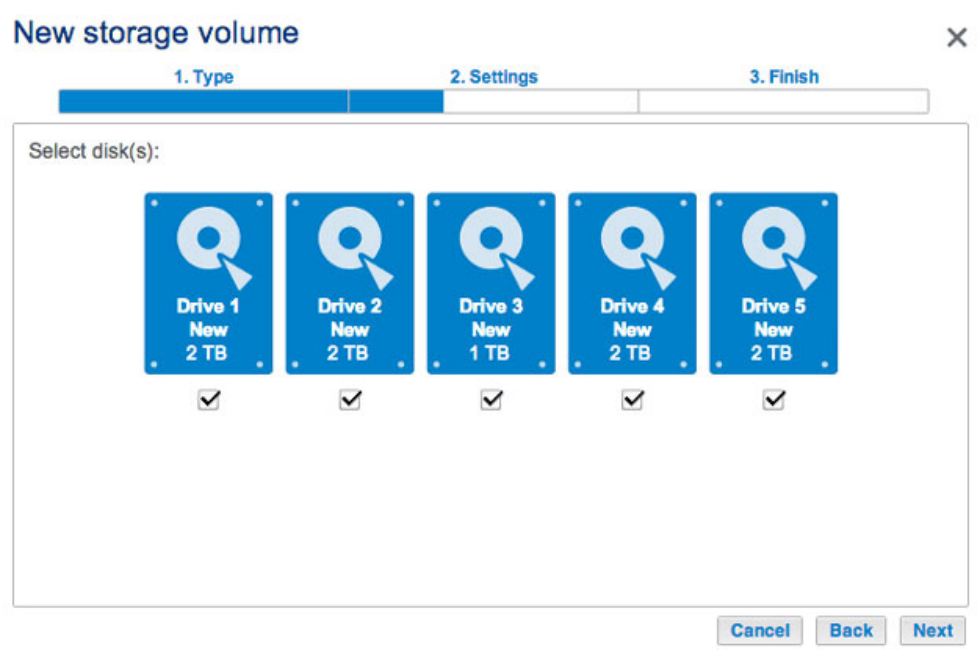 New storage volume
1. Type 2. Settings 3. Finish
Select disk(s):
Drive 1 Drive 2 Drive 3 Drive 4 Drive 5
New New New New New
2 TB 2 TB 1 TB 2 TB 2 TB
Cancel Back Next